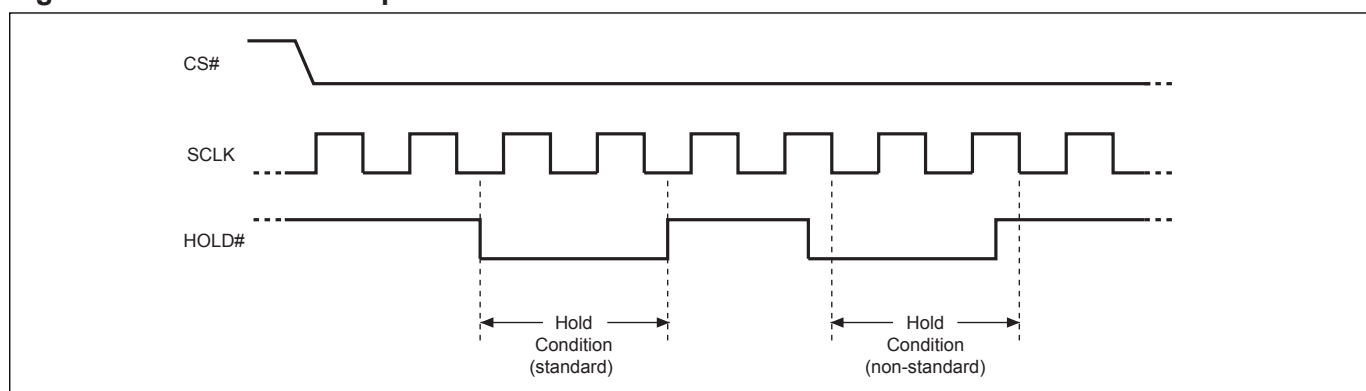 CS#
SCLK
HOLD#
Hold
Condition
(standard)
Hold
Condition
(non-standard)